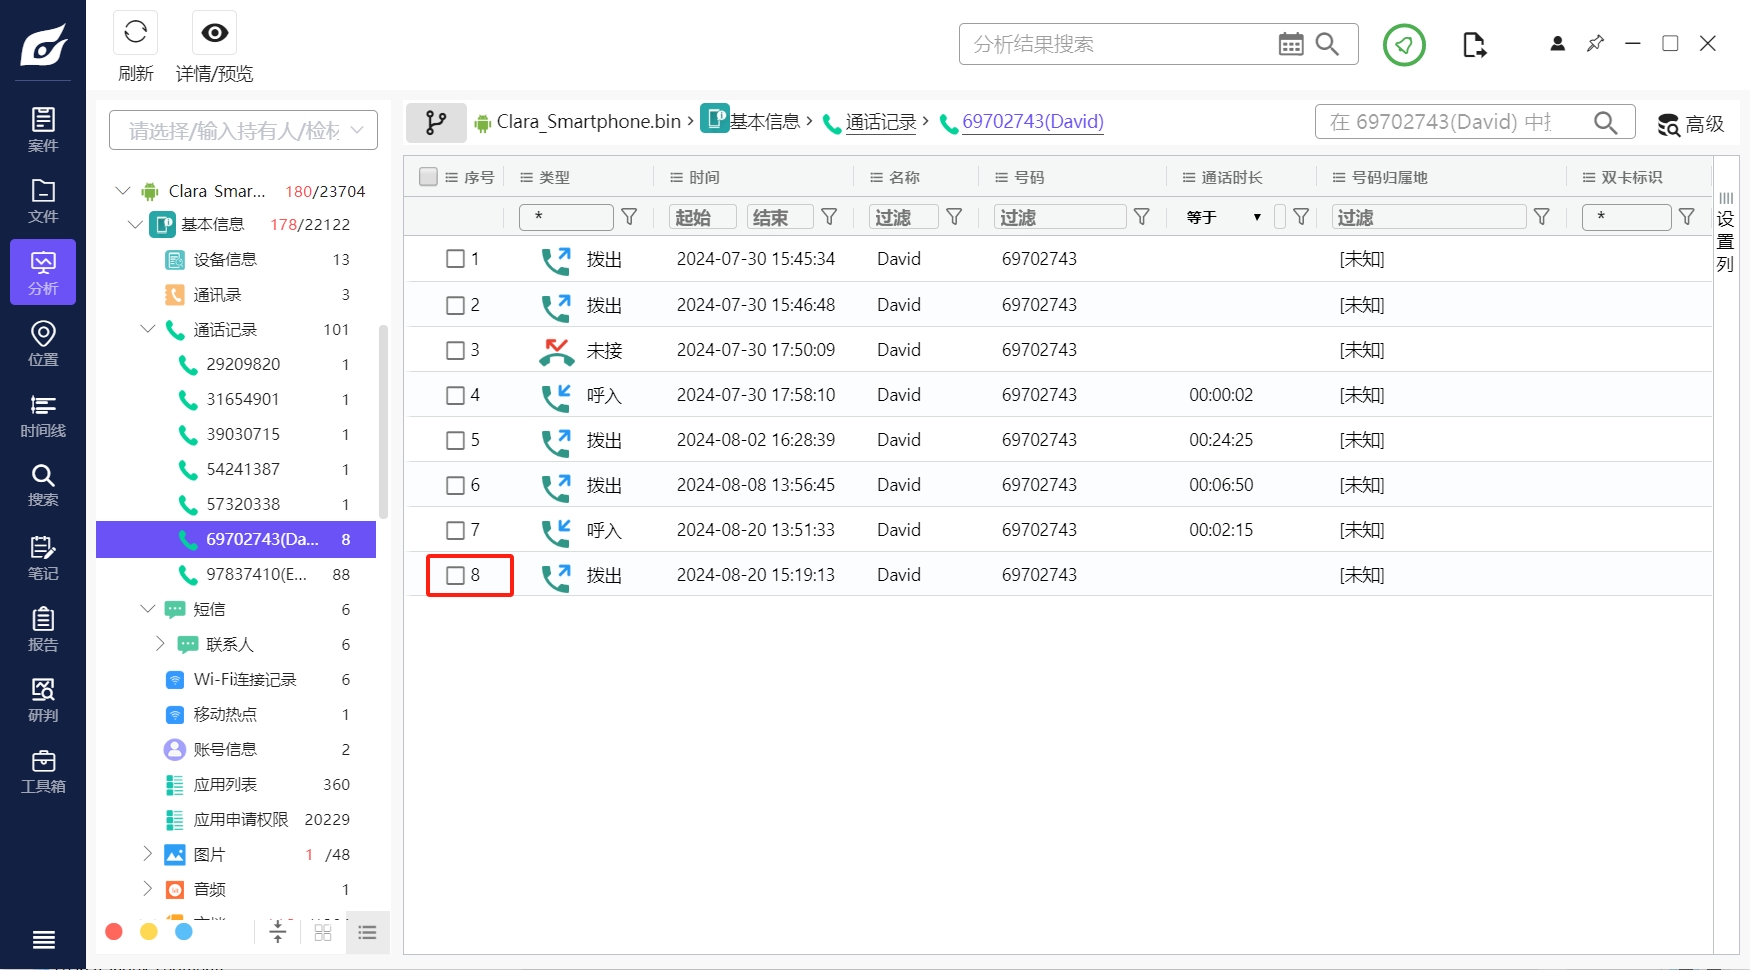 刷新
详情/预览
分析结果搜索
案件
文件
分析
位置
时间线
搜索
笔记
报告
研判
工具箱
请选择/输入持有人/检材
Clara_Smar... 180/23704
基本信息 178/22122
设备信息 13
通讯录 3
通话记录 101
29209820 1
31654901 1
39030715 1
54241387 1
57320338 1
69702743(Da... 8
97837410(E... 88
短信 6
联系人 6
Wi-Fi连接记录 6
移动热点 1
账号信息 2
应用列表 360
应用申请权限 20229
图片 1 /48
音频 1
Clara_Smartphone.bin > 基本信息 > 通话记录 > 69702743(David)
在 69702743(David) 中
高级
序号 类型 时间 名称 号码 通话时长 号码归属地 双卡标识
* 起始 结束 过滤 过滤 等于 过滤 *
1 拨出 2024-07-30 15:45:34 David 69702743 [未知]
2 拨出 2024-07-30 15:46:48 David 69702743 [未知]
3 未接 2024-07-30 17:50:09 David 69702743 [未知]
4 呼入 2024-07-30 17:58:10 David 69702743 00:00:02 [未知]
5 拨出 2024-08-02 16:28:39 David 69702743 00:24:25 [未知]
6 拨出 2024-08-08 13:56:45 David 69702743 00:06:50 [未知]
7 呼入 2024-08-20 13:51:33 David 69702743 00:02:15 [未知]
8 拨出 2024-08-20 15:19:13 David 69702743 [未知]
设置列